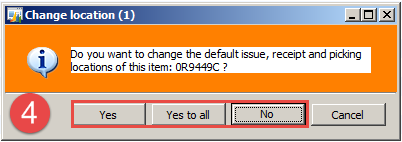 Change location (1)
Do you want to change the default issue, receipt and picking
locations of this item: 0R9449C ?
4
Yes
Yes to all
No
Cancel